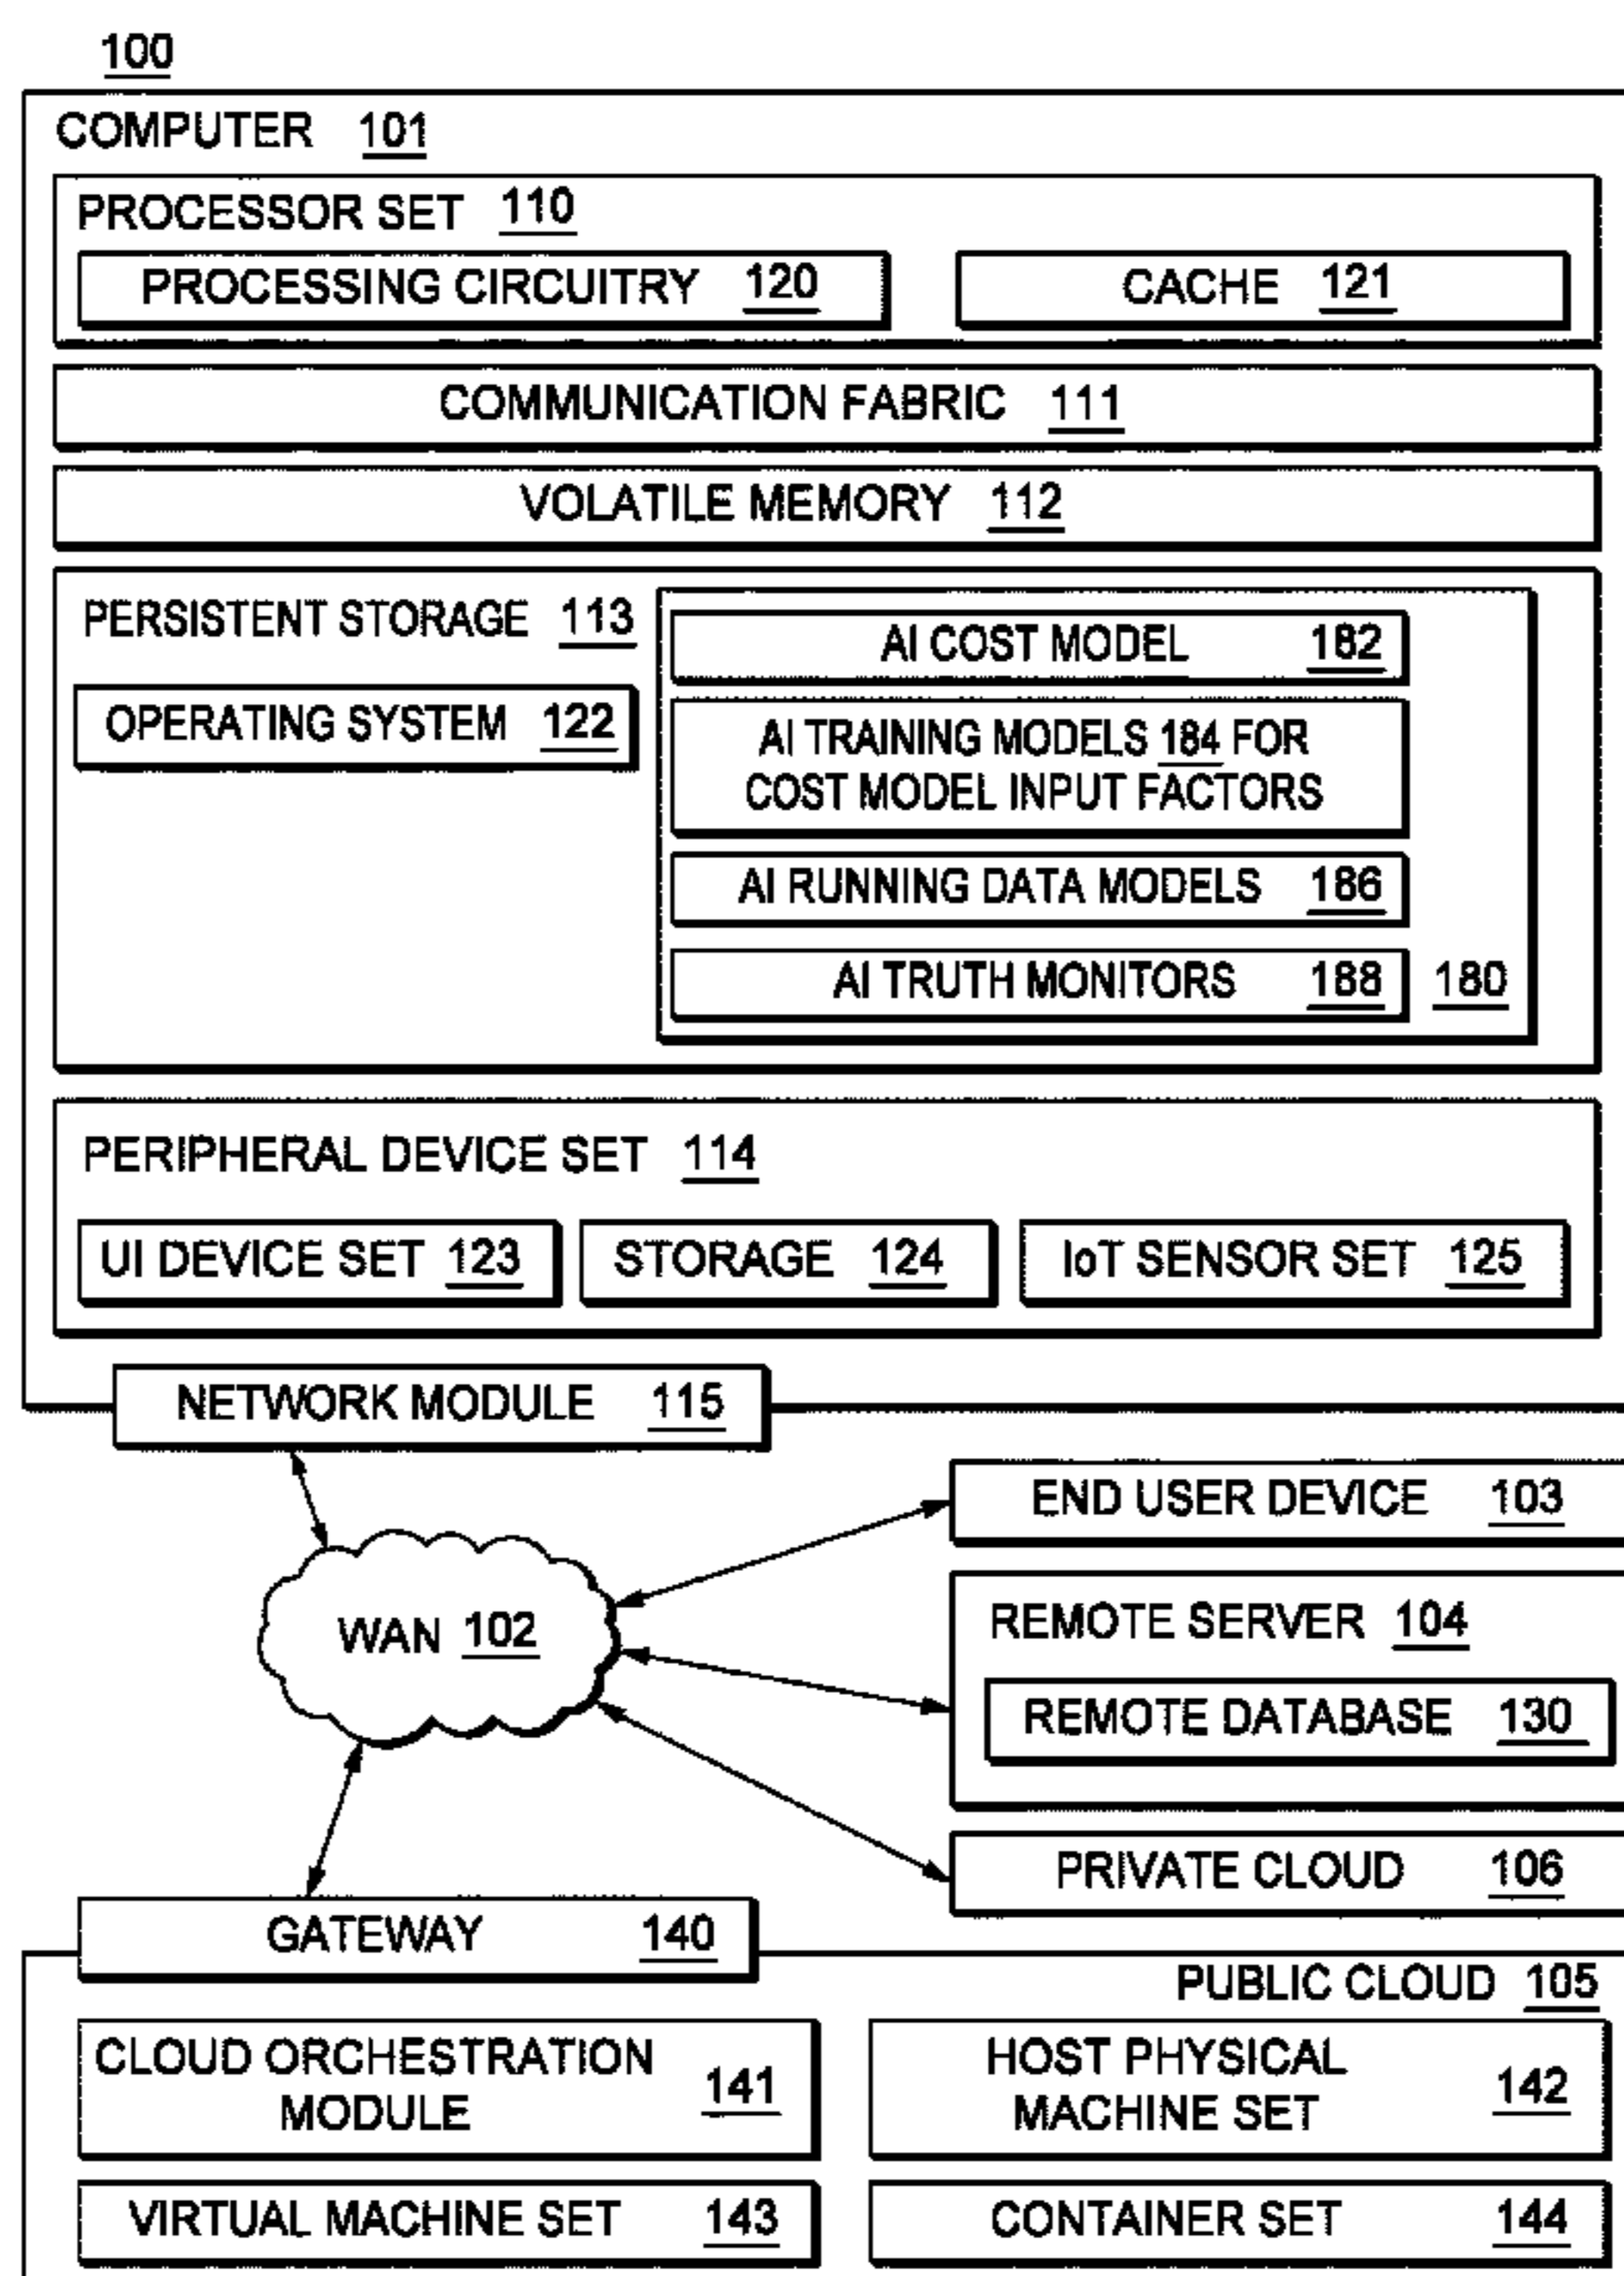 100
COMPUTER 101
PROCESSOR SET 110
PROCESSING CIRCUITRY 120
CACHE 121
COMMUNICATION FABRIC 111
VOLATILE MEMORY 112
PERSISTENT STORAGE 113
OPERATING SYSTEM 122
AI COST MODEL 182
AI TRAINING MODELS 184 FOR
COST MODEL INPUT FACTORS
AI RUNNING DATA MODELS 186
AI TRUTH MONITORS 188
180
PERIPHERAL DEVICE SET 114
UI DEVICE SET 123
STORAGE 124
IoT SENSOR SET 125
NETWORK MODULE 115
WAN 102
END USER DEVICE 103
REMOTE SERVER 104
REMOTE DATABASE 130
PRIVATE CLOUD 106
GATEWAY 140
PUBLIC CLOUD 105
CLOUD ORCHESTRATION
MODULE 141
HOST PHYSICAL
MACHINE SET 142
VIRTUAL MACHINE SET 143
CONTAINER SET 144